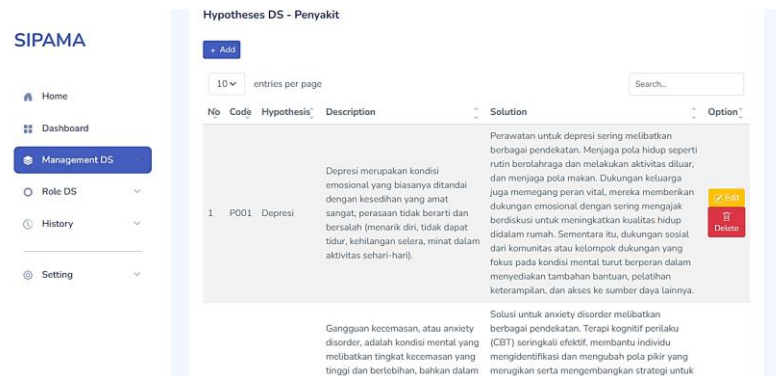 Hypotheses DS - Penyakit
SIPAMA
+ Add
10 entries per page
Search...
Home
Dashboard
Management DS
Role DS
History
Setting
No Code Hypothesis Description Solution Option
1 P001 Depresi
Depresi merupakan kondisi
emosional yang biasanya ditandai
dengan kesedihan yang amat
sangat, perasaan tidak berarti dan
bersalah (menarik diri, tidak dapat
tidur, kehilangan selera, minat dalam
aktivitas sehari-hari).
Perawatan untuk depresi sering melibatkan
berbagai pendekatan. Menjaga pola hidup seperti
rutin berolahraga dan melakukan aktivitas diluar,
dan menjaga pola makan. Dukungan keluarga
juga memegang peran vital, mereka memberikan
dukungan emosional dengan sering mengajak
berdiskusi untuk meningkatkan kualitas hidup
didalam rumah. Sementara itu, dukungan sosial
dari komunitas atau kelompok dukungan yang
fokus pada kondisi mental turut berperan dalam
menyediakan tambahan bantuan, pelatihan
keterampilan, dan akses ke sumber daya lainnya.
Edit
Delete
Gangguan kecemasan, atau anxiety
disorder, adalah kondisi mental yang
melibatkan tingkat kecemasan yang
tinggi dan berlebihan, bahkan dalam
Solusi untuk anxiety disorder melibatkan
berbagai pendekatan. Terapi kognitif perilaku
(CBT) seringkali efektif, membantu individu
mengidentifikasi dan mengubah pola pikir yang
merugikan serta mengembangkan strategi untuk